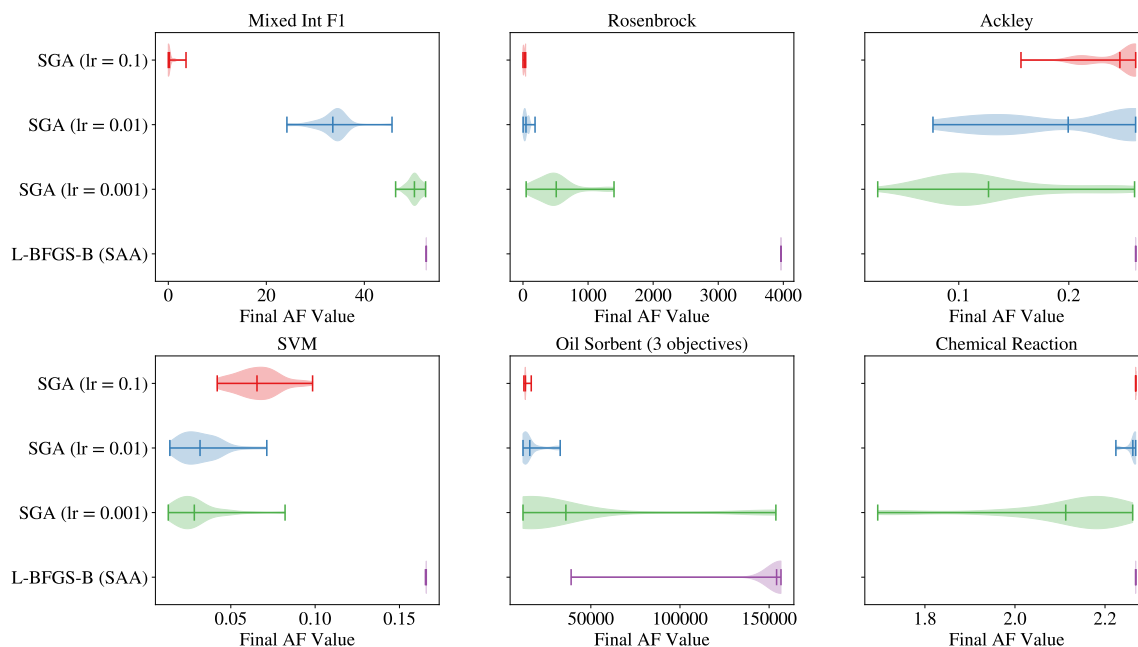 Mixed Int F1
Rosenbrock
Ackley
SGA (lr = 0.1)
SGA (lr = 0.01)
SGA (lr = 0.001)
L-BFGS-B (SAA)
0 20 40
0 1000 2000 3000 4000
0.1 0.2
Final AF Value
Final AF Value
Final AF Value
SVM
Oil Sorbent (3 objectives)
Chemical Reaction
SGA (lr = 0.1)
SGA (lr = 0.01)
SGA (lr = 0.001)
L-BFGS-B (SAA)
0.05 0.10 0.15
50000 100000 150000
1.8 2.0 2.2
Final AF Value
Final AF Value
Final AF Value